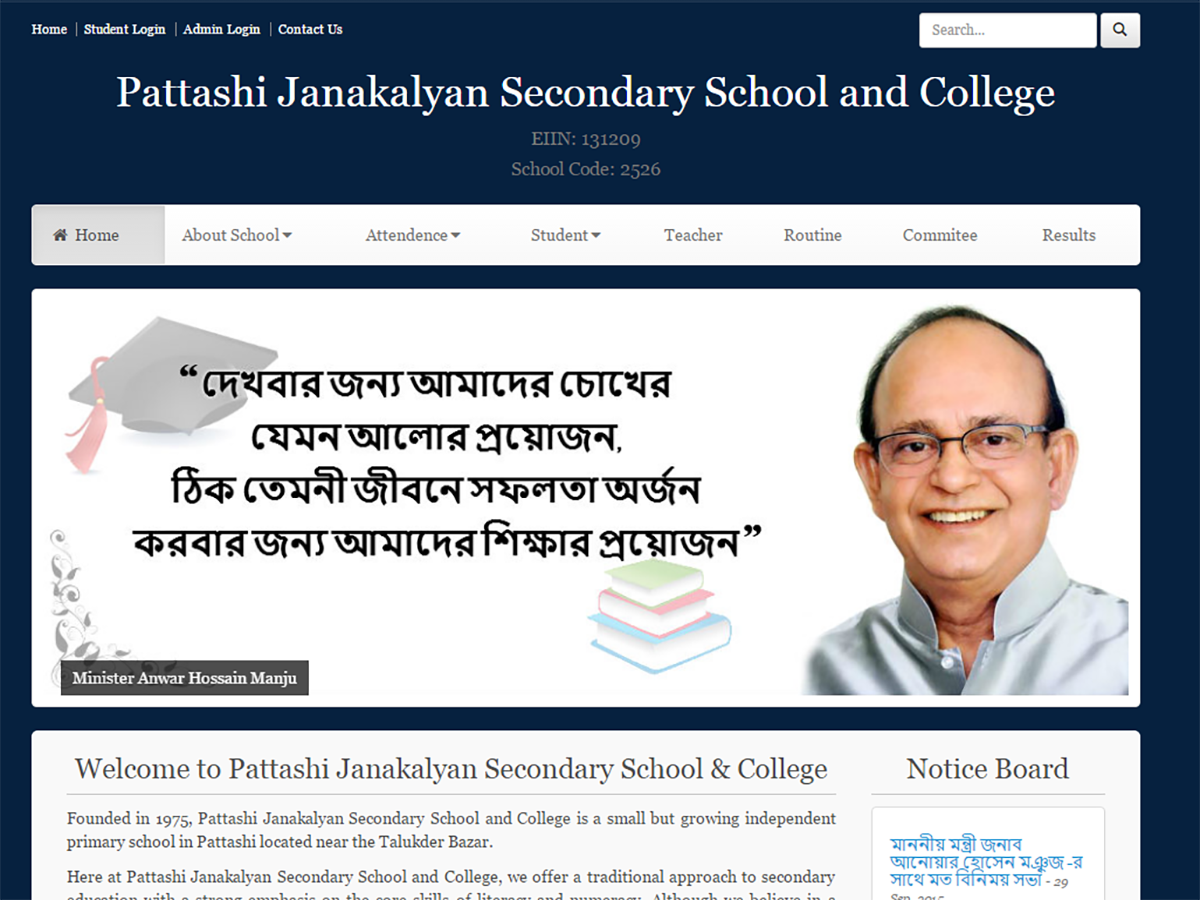 Home | Student Login | Admin Login | Contact Us
Search...
Pattashi Janakalyan Secondary School and College
EIIN: 131209
School Code: 2526
Home About School Attendence Student Teacher Routine Commitee Results
“দেখবার জন্য আমাদের চোখের
যেমন আলোর প্রয়োজন,
ঠিক তেমনী জীবনে সফলতা অর্জন
করবার জন্য আমাদের শিক্ষার প্রয়োজন”
Minister Anwar Hossain Manju
Welcome to Pattashi Janakalyan Secondary School & College
Founded in 1975, Pattashi Janakalyan Secondary School and College is a small but growing independent
primary school in Pattashi located near the Talukder Bazar.
Here at Pattashi Janakalyan Secondary School and College, we offer a traditional approach to secondary
education with a strong emphasis on the core skills of literacy and numeracy. Although we believe in a
Notice Board
মাননীয় মন্ত্রী জনাব
আনোয়ার হোসেন মঞ্জুজ -র
সাথে মত বিনিময় সভা - 29
Sep, 2015